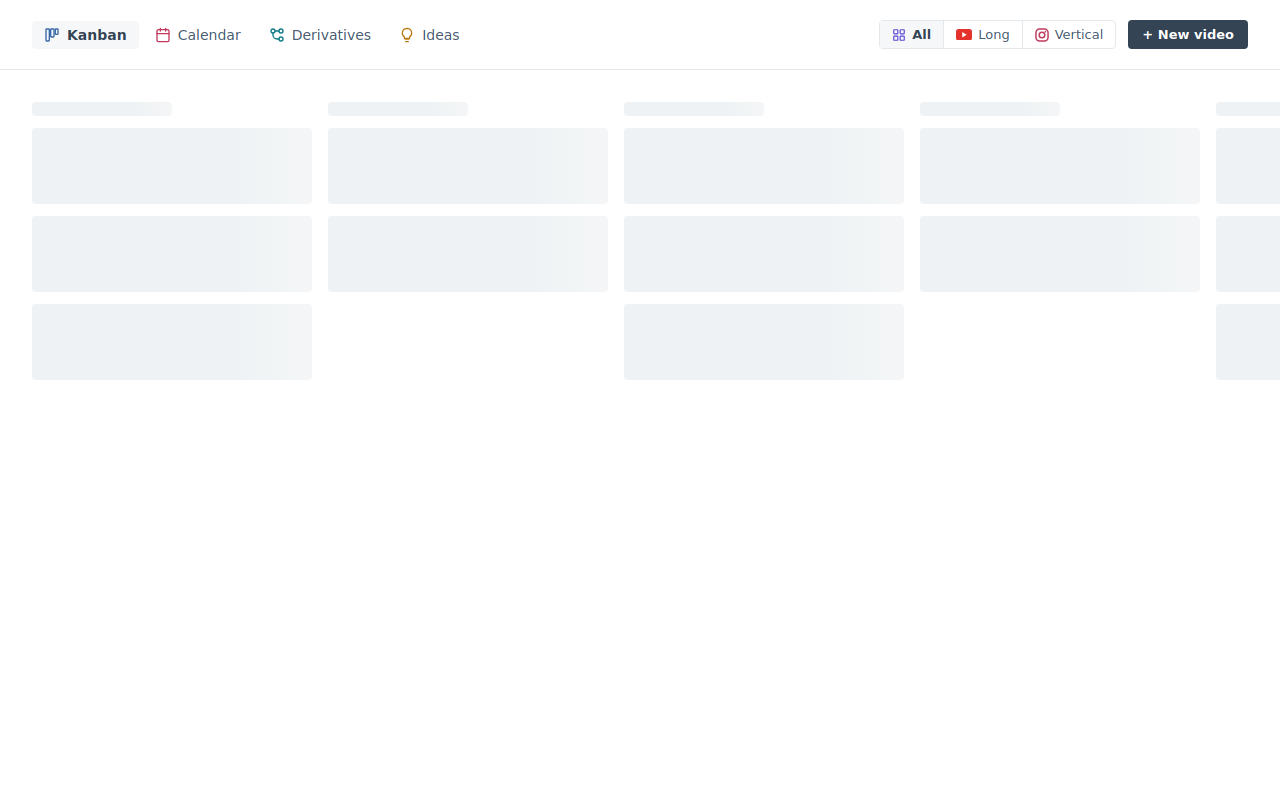 Kanban
Calendar
Derivatives
Ideas
All
Long
Vertical
+ New video